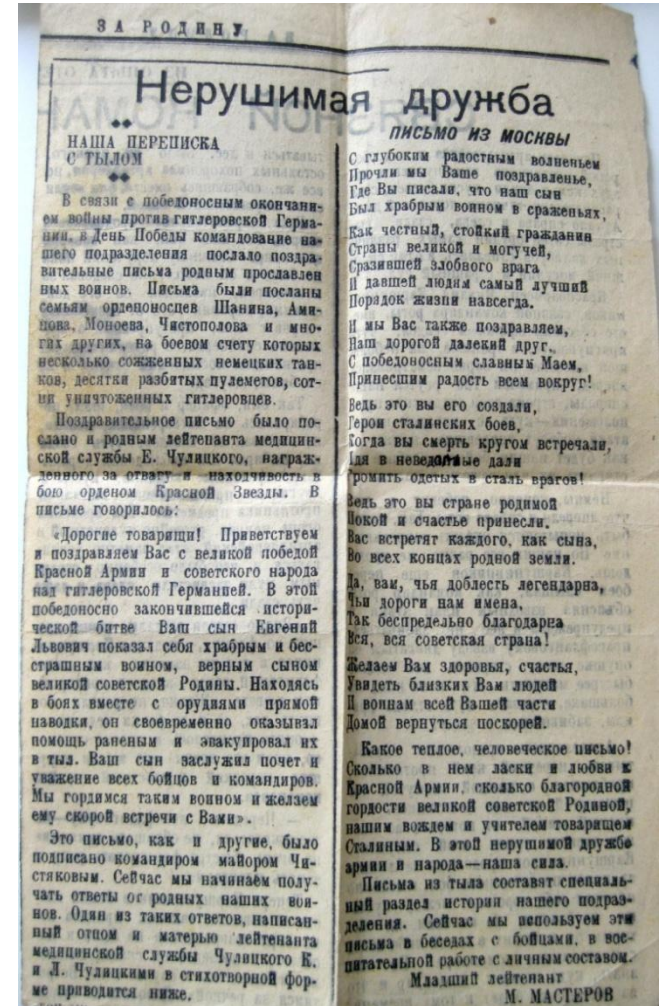 ЗА РОДИНУ
Нерушимая дружба
НАША ПЕРЕПИСКА
С ТЫЛОМ
В связи с победоносным окончани-
ем войны против гитлеровской Герма-
нии, в День Победы командование на-
шего подразделения послало поздра-
вительные письма родным прославлен
ных воинов. Письма были посланы
семьям орденоносцев Шанина, Ами-
нова, Моноева, Чистополова и мно-
гих других, на боевом счету которых
несколько сожженных немецких тан-
ков, десятки разбитых пулеметов, сот-
ни уничтоженных гитлеровцев.
Поздравительное письмо было по-
слано и родным лейтенанта медицин-
ской службы Е. Чулицкого, награж-
денного за отвагу и находчивость в
бою орденом Красной Звезды. В
письме говорилось:
«Дорогие товарищи! Приветствуем
и поздравляем Вас с великой победой
Красной Армии и советского народа
над гитлеровской Германией. В этой
победоносно закончившейся истори-
ческой битве Ваш сын Евгений
Львович показал себя храбрым и бес-
страшным воином, верным сыном
великой советской Родины. Находясь
в боях вместе с орудиями прямой
наводки, он своевременно оказывал
помощь раненым и эвакуировал их
в тыл. Ваш сын заслужил почет и
уважение всех бойцов и командиров.
Мы гордимся таким воином и желаем
ему скорой встречи с Вами».
Это письмо, как и другие, было
подписано командиром майором Чи-
стяковым. Сейчас мы начинаем полу-
чать ответы от родных наших вои-
нов. Один из таких ответов, написан-
ный отцом и матерью лейтенанта
медицинской службы Чулицкого К.
и Л. Чулицкими в стихотворной фор-
ме приводится ниже.
ПИСЬМО ИЗ МОСКВЫ
С глубоким радостным волненьем
Прочли мы Ваше поздравленье,
Где Вы писали, что наш сын
Был храбрым воином в сраженьях,
Как честный, стойкий гражданин
Страны великой и могучей,
Сразившей злобного врага
И давшей людям самый лучший
Порядок жизни навсегда.
И мы Вас также поздравляем,
Наш дорогой далекий друг,
С победоносным славным Маем,
Принесшим радость всем вокруг!
Ведь это вы его создали,
Герои сталинских боев,
Когда вы смерть кругом встречали,
Идя в неведомые дали
Громить одетых в сталь врагов!
Ведь это вы стране родимой
Покой и счастье принесли.
Вас встретят каждого, как сына,
Во всех концах родной земли.
Да, вам, чья доблесть легендарна,
Чьи дороги нам имена,
Так беспредельно благодарна
Вся, вся советская страна!
Желаем Вам здоровья, счастья,
Увидеть близких Вам людей
И воинам всей Вашей части
Домой вернуться поскорей.
Какое теплое, человеческое письмо!
Сколько в нем ласки и любви к
Красной Армии, сколько благородной
гордости великой советской Родиной,
нашим вождем и учителем товарищем
Сталиным. В этой нерушимой дружбе
армии и народа—наша сила.
Письма из тыла составят специаль-
ный раздел истории нашего подраз-
деления. Сейчас мы используем эти
письма в беседах с бойцами, в вос-
питательной работе с личным составом.
Младший лейтенант
М. МАСТЕРОВ